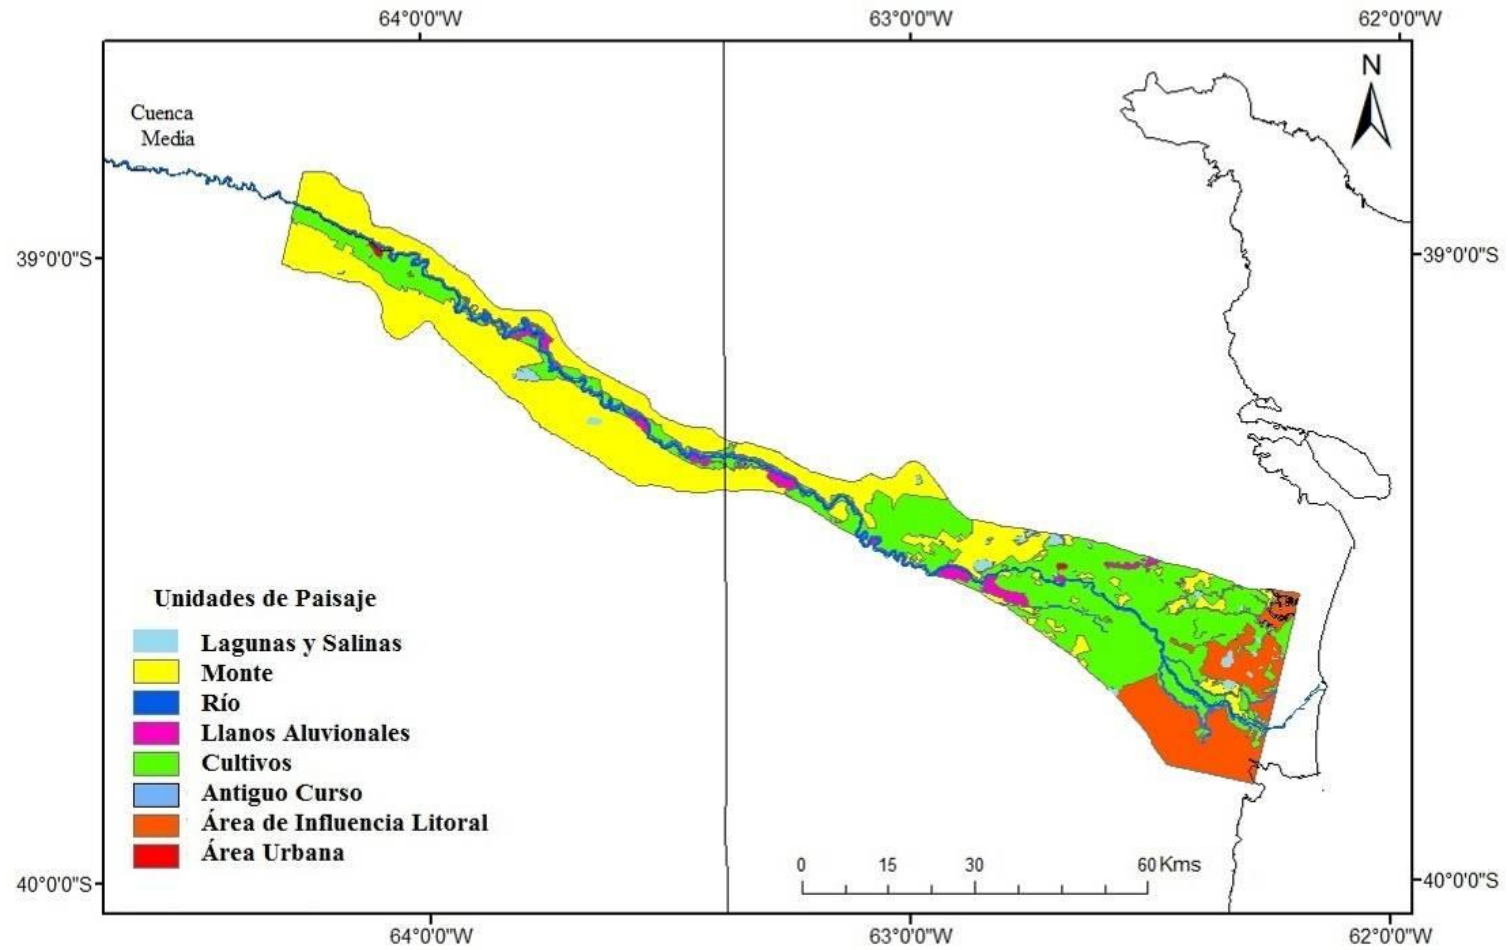 64°0'0"W 63°0'0"W 62°0'0"W
N
Cuenca
Media
39°0'0"S 39°0'0"S
Unidades de Paisaje
Lagunas y Salinas
Monte
Río
Llanos Aluvionales
Cultivos
Antiguo Curso
Área de Influencia Litoral
Área Urbana
0 15 30 60 Kms
40°0'0"S 40°0'0"S
64°0'0"W 63°0'0"W 62°0'0"W